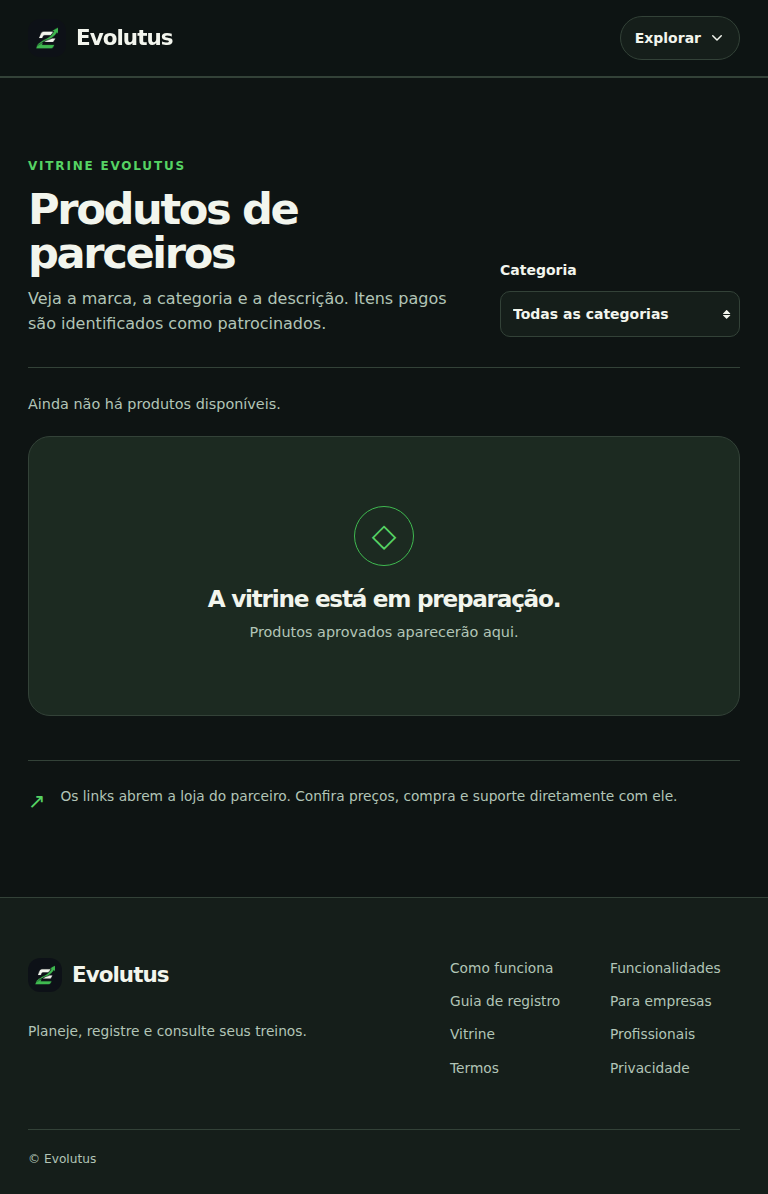 Evolutus
Explorar
VITRINE EVOLUTUS
Produtos de
parceiros
Veja a marca, a categoria e a descrição. Itens pagos
são identificados como patrocinados.
Categoria
Todas as categorias
Ainda não há produtos disponíveis.
A vitrine está em preparação.
Produtos aprovados aparecerão aqui.
Os links abrem a loja do parceiro. Confira preços, compra e suporte diretamente com ele.
Evolutus
Planeje, registre e consulte seus treinos.
Como funciona
Funcionalidades
Guia de registro
Para empresas
Vitrine
Profissionais
Termos
Privacidade
© Evolutus